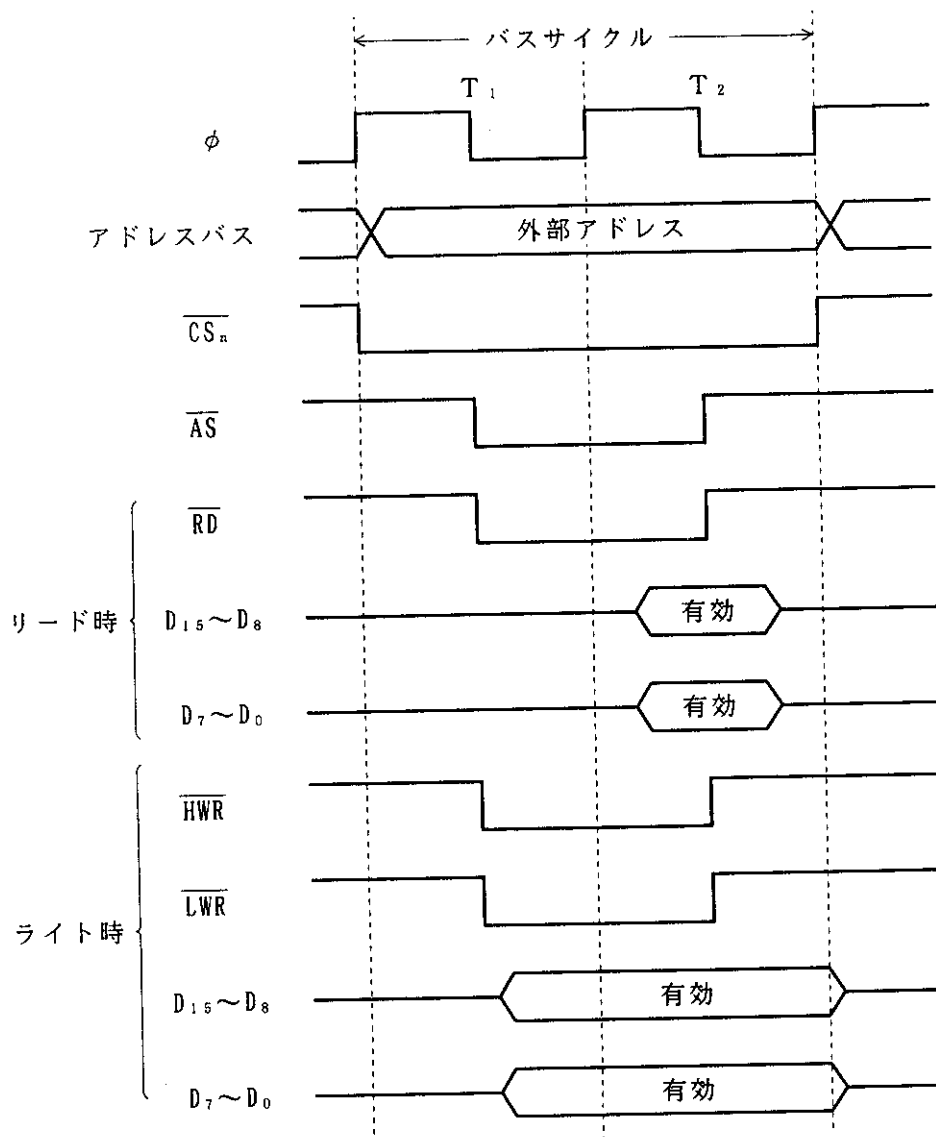 バスサイクル
T₁ T₂
φ
アドレスバス 外部アドレス
CSₙ
AS
RD
リード時
D₁₅〜D₈ 有効
D₇〜D₀ 有効
HWR
LWR
ライト時
D₁₅〜D₈ 有効
D₇〜D₀ 有効